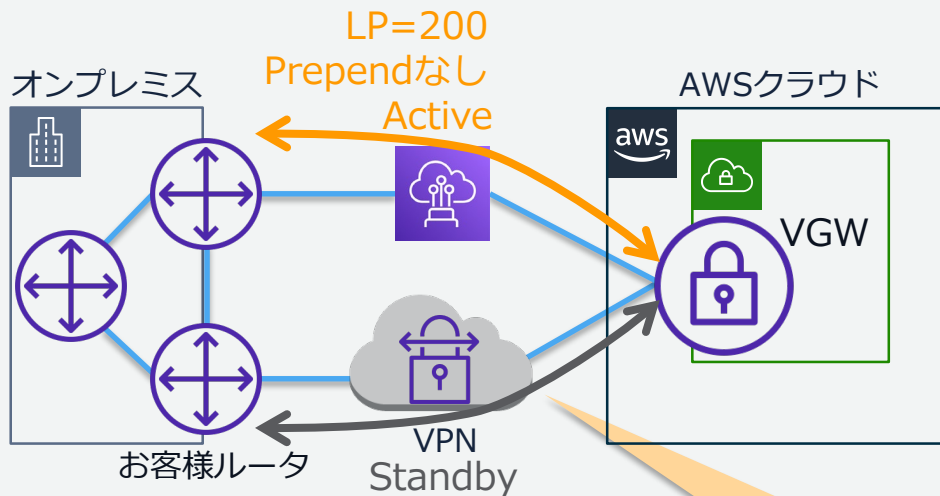 LP=200
Prependなし
Active
オンプレミス
AWSクラウド
aws
VGW
お客様ルータ
VPN
Standby